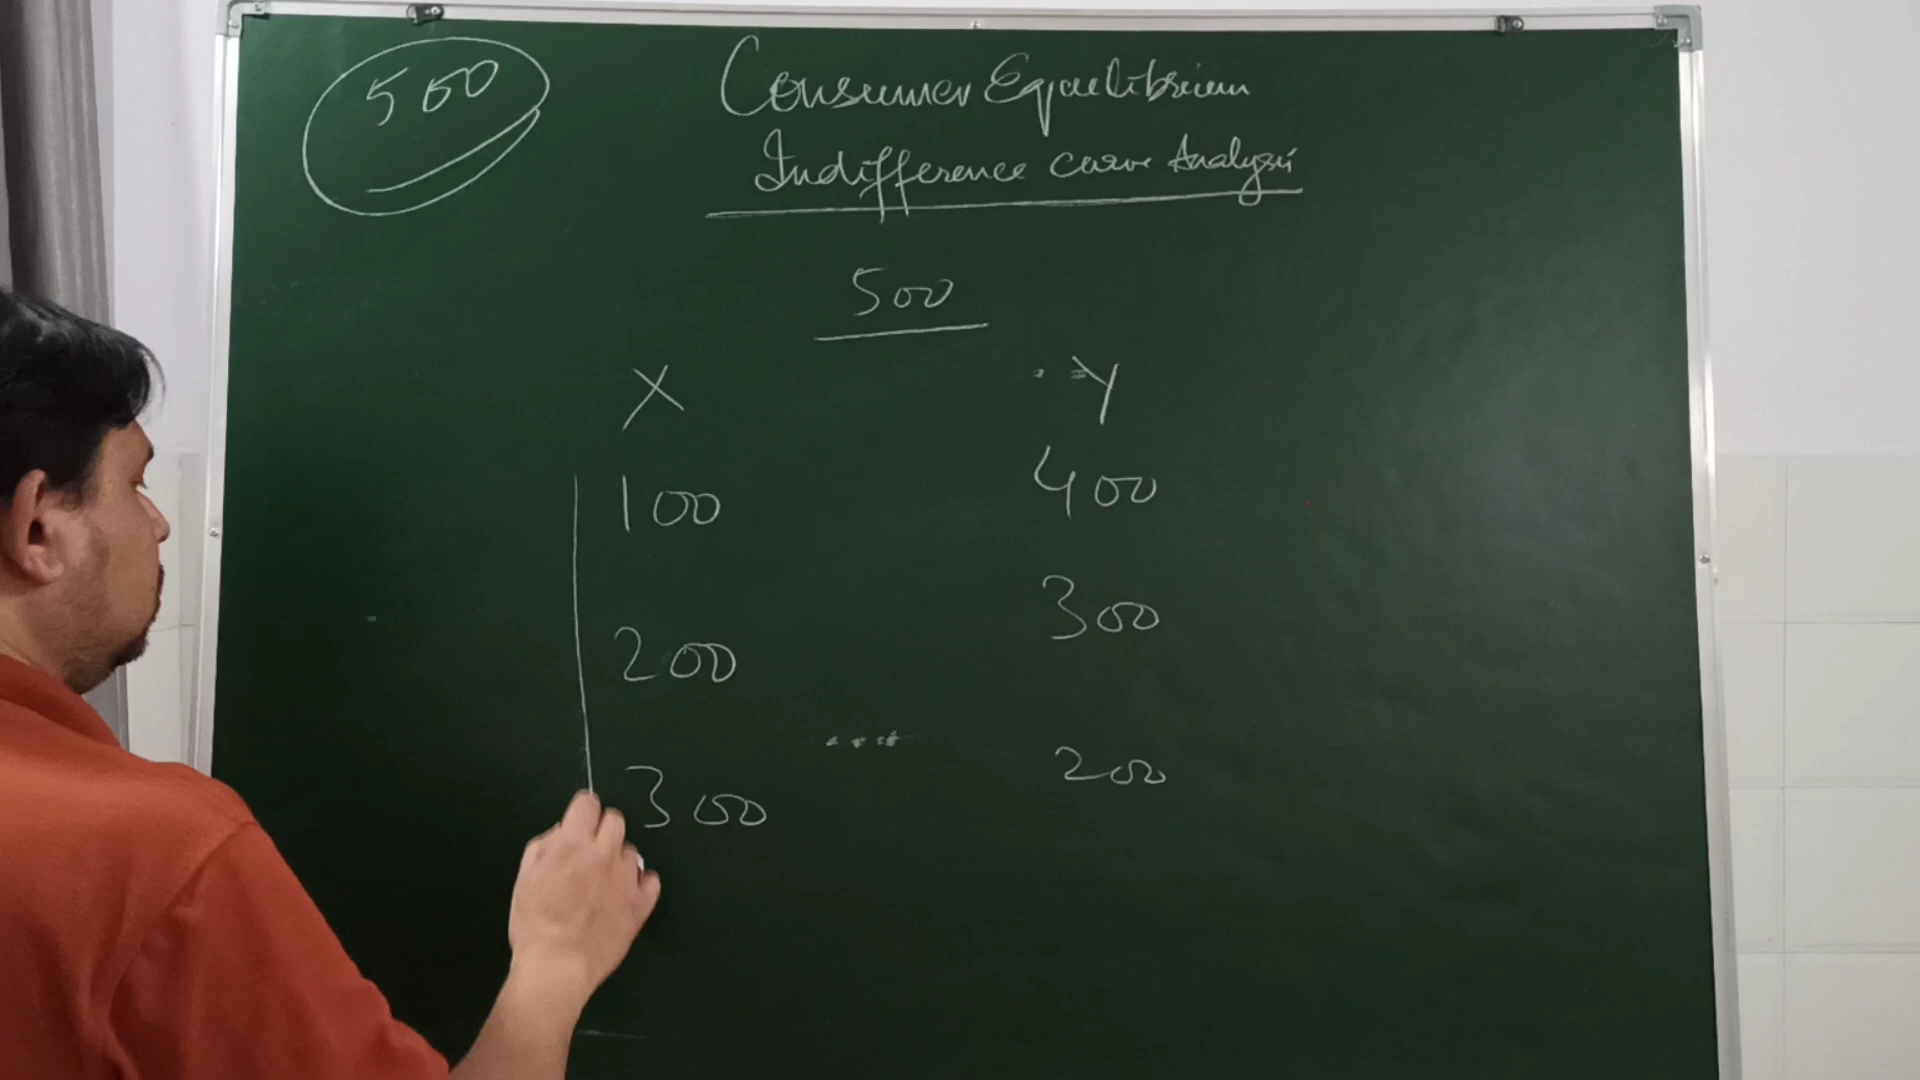 500
Consumer Equilibrium
Indifference curve Analysis
500
X Y
100 400
200 300
300 200